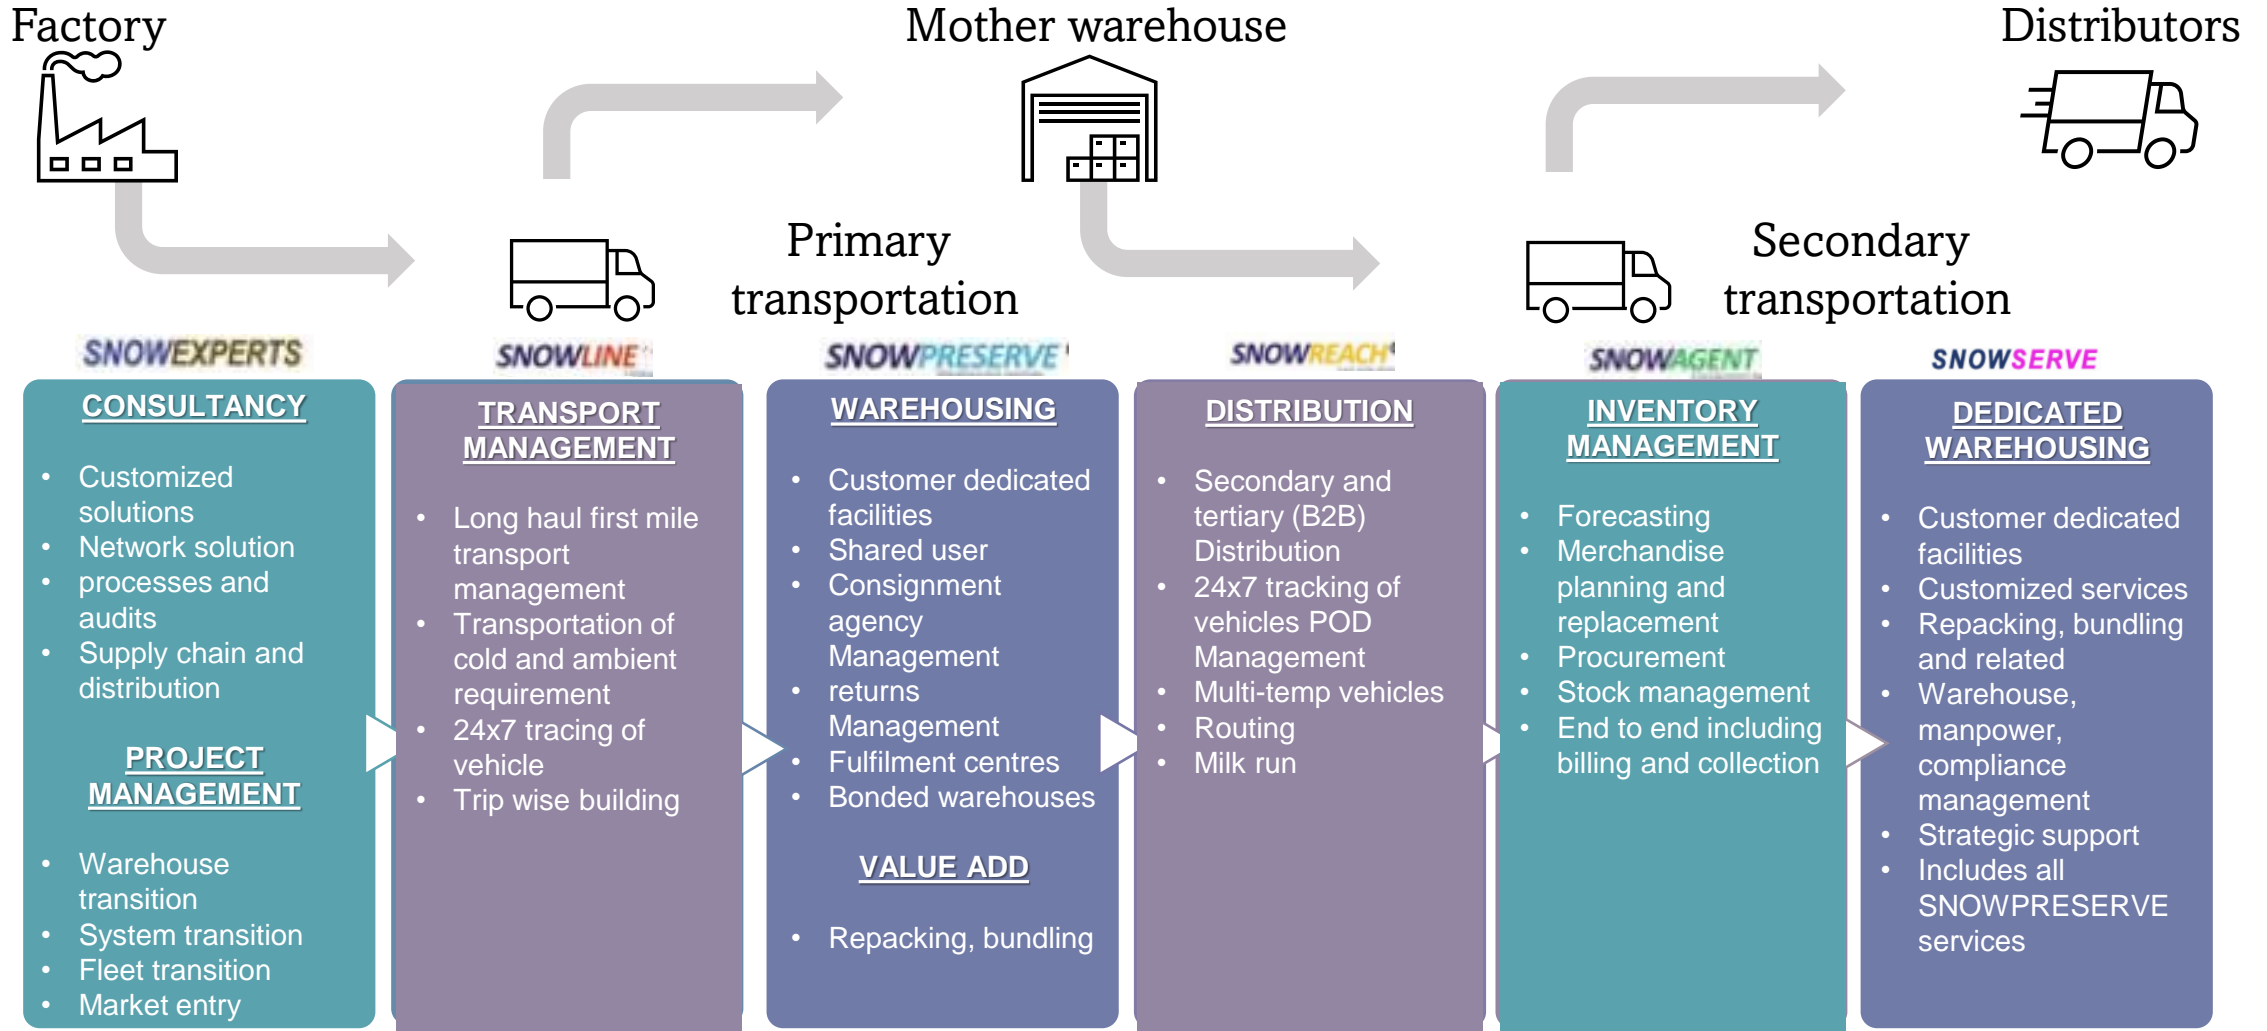 Factory
Mother warehouse
Distributors
Primary
transportation
Secondary
transportation
SNOWEXPERTS
CONSULTANCY
• Customized
solutions
• Network solution
• processes and
audits
• Supply chain and
distribution
PROJECT
MANAGEMENT
• Warehouse
transition
• System transition
• Fleet transition
• Market entry
SNOWLINE
TRANSPORT
MANAGEMENT
• Long haul first mile
transport
management
• Transportation of
cold and ambient
requirement
• 24x7 tracing of
vehicle
• Trip wise building
SNOWPRESERVE
WAREHOUSING
• Customer dedicated
facilities
• Shared user
• Consignment
agency
Management
• returns
Management
• Fulfilment centres
• Bonded warehouses
VALUE ADD
• Repacking, bundling
SNOWREACH
DISTRIBUTION
• Secondary and
tertiary (B2B)
Distribution
• 24x7 tracking of
vehicles POD
Management
• Multi-temp vehicles
• Routing
• Milk run
SNOWAGENT
INVENTORY
MANAGEMENT
• Forecasting
• Merchandise
planning and
replacement
• Procurement
• Stock management
• End to end including
billing and collection
SNOWSERVE
DEDICATED
WAREHOUSING
• Customer dedicated
facilities
• Customized services
• Repacking, bundling
and related
• Warehouse,
manpower,
compliance
management
• Strategic support
• Includes all
SNOWPRESERVE
services